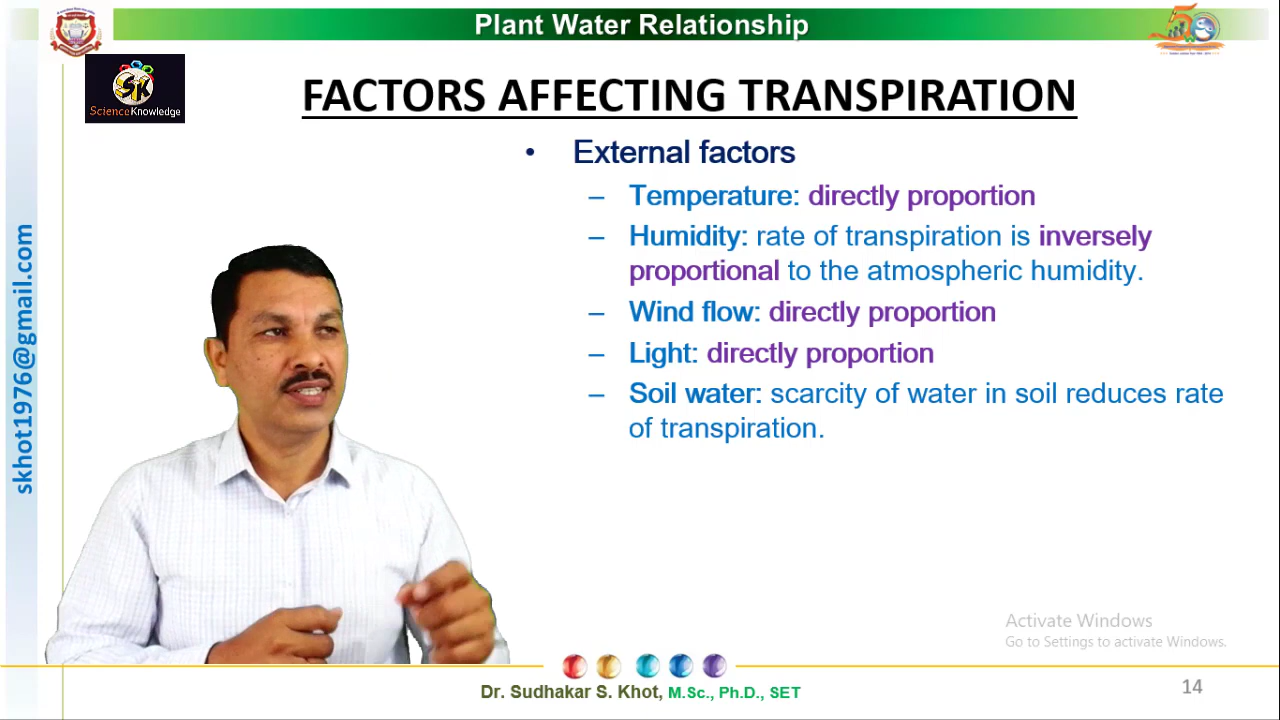 Plant Water Relationship
SK
ScienceKnowledge
FACTORS AFFECTING TRANSPIRATION
• External factors
– Temperature: directly proportion
– Humidity: rate of transpiration is inversely
proportional to the atmospheric humidity.
– Wind flow: directly proportion
– Light: directly proportion
– Soil water: scarcity of water in soil reduces rate
of transpiration.
skhot1976@gmail.com
Activate Windows
Go to Settings to activate Windows.
Dr. Sudhakar S. Khot, M.Sc., Ph.D., SET
14